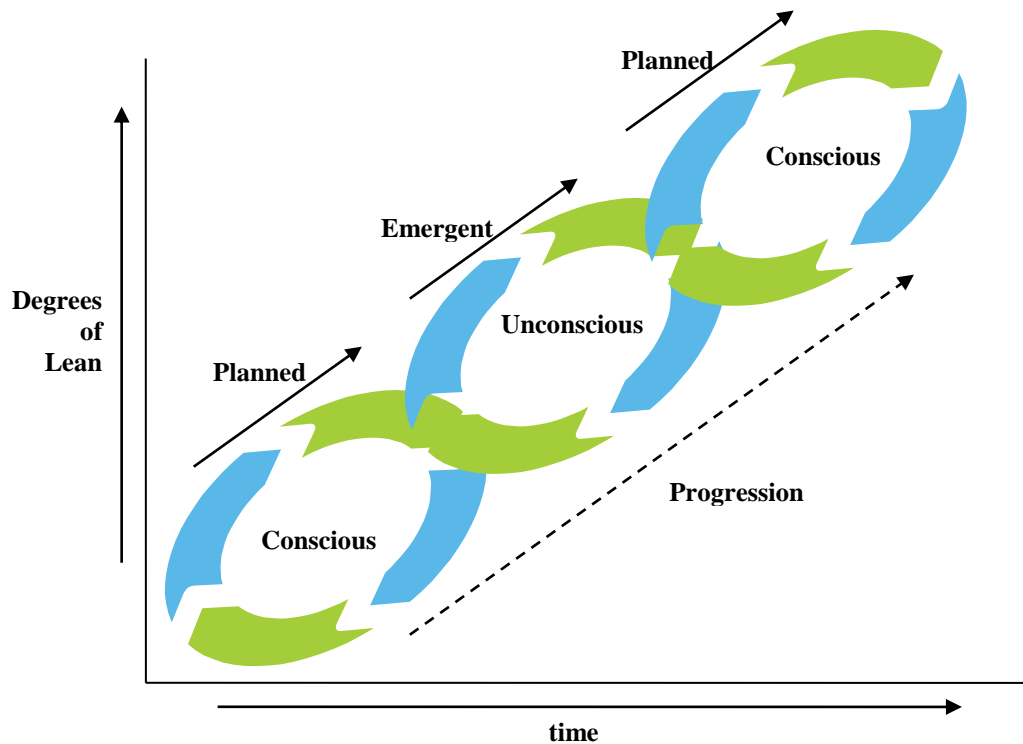 Planned
Conscious
Emergent
Degrees
of
Lean
Unconscious
Planned
Progression
Conscious
time